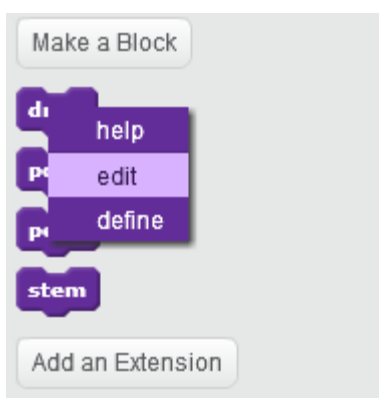 Make a Block
help
edit
define
stem
Add an Extension